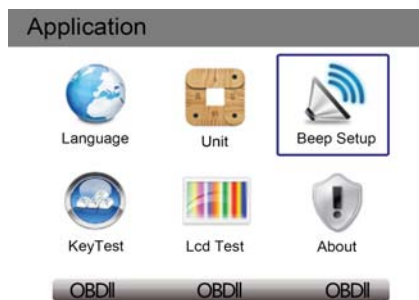 Application
Language
Unit
Beep Setup
KeyTest
Lcd Test
About
OBDII
OBDII
OBDII